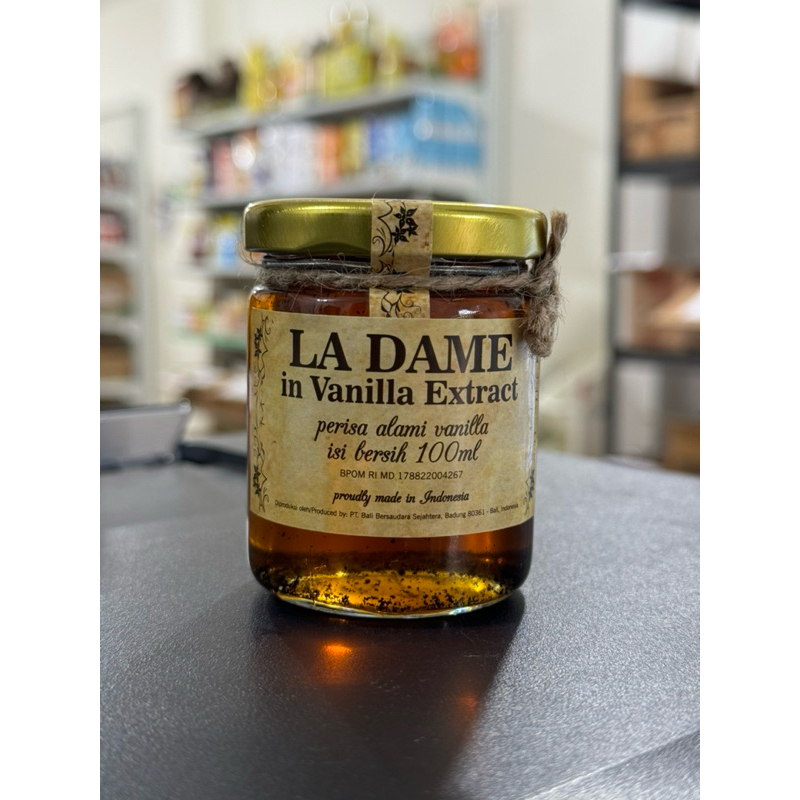 LA DAME
in Vanilla Extract
perisa alami vanilla
isi bersih 100ml
BPOM RI MD 178822004267
proudly made in Indonesia
Diproduksi oleh/Produced by: PT. Bali Bersaudara Sejahtera, Badung 80361 - Bali, Indonesia